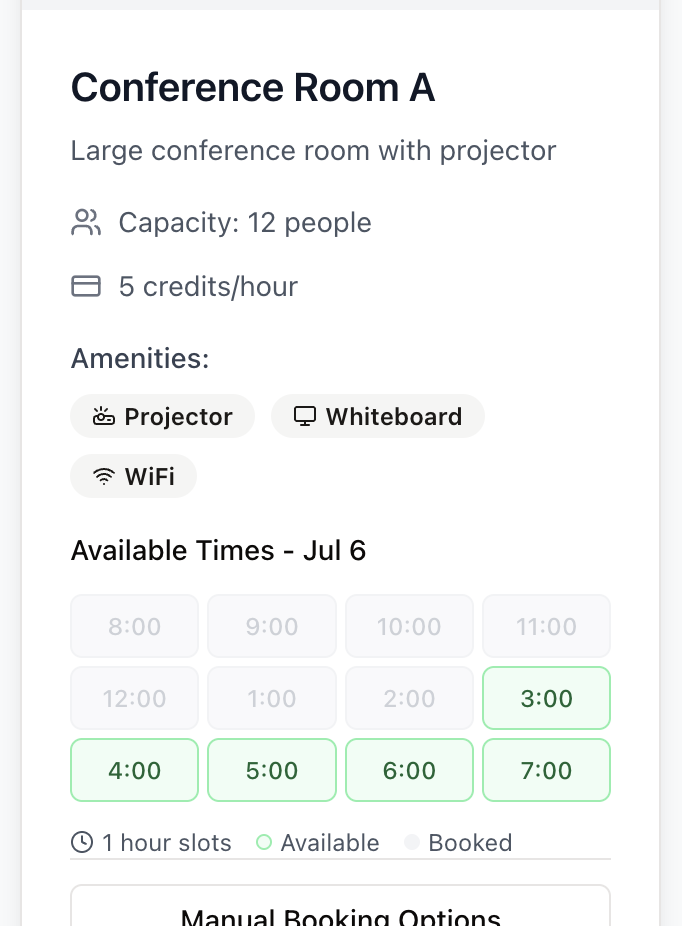 Conference Room A
Large conference room with projector
Capacity: 12 people
5 credits/hour
Amenities:
Projector Whiteboard
WiFi
Available Times - Jul 6
8:00 9:00 10:00 11:00
12:00 1:00 2:00 3:00
4:00 5:00 6:00 7:00
1 hour slots Available Booked
Manual Booking Options